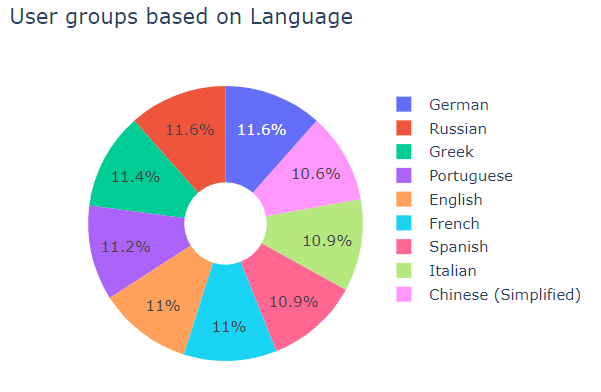 User groups based on Language
11.6%
11.6%
10.6%
11.4%
10.9%
11.2%
10.9%
11%
11%
German
Russian
Greek
Portuguese
English
French
Spanish
Italian
Chinese (Simplified)